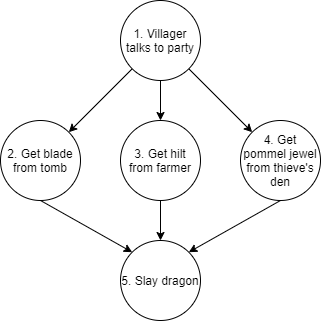 1. Villager
talks to party
2. Get blade
from tomb
3. Get hilt
from farmer
4. Get
pommel jewel
from thieve's
den
5. Slay dragon